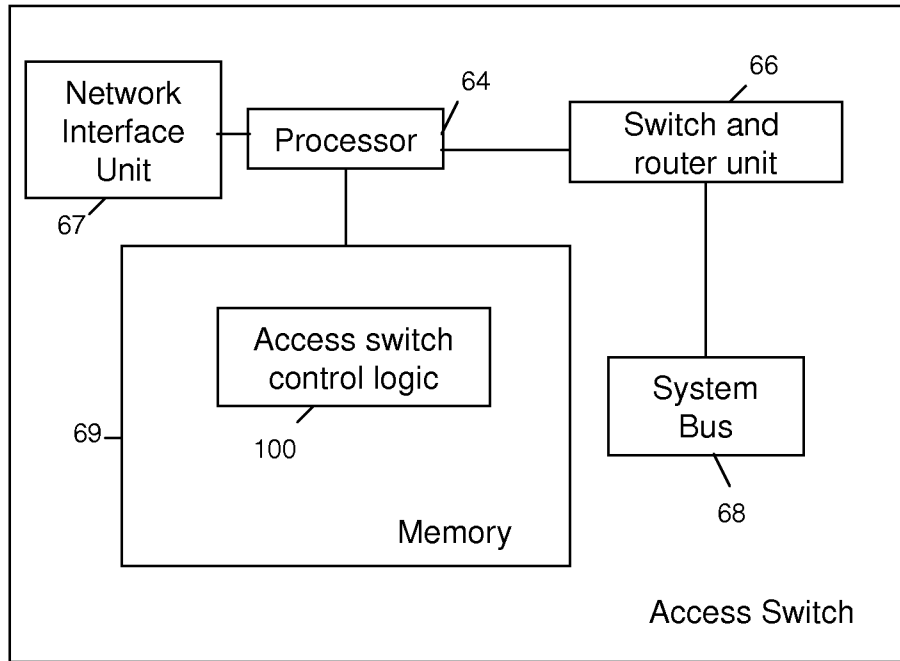 Network
Interface
Unit
67
Processor
64
Switch and
router unit
66
Access switch
control logic
100
69
Memory
System
Bus
68
Access Switch